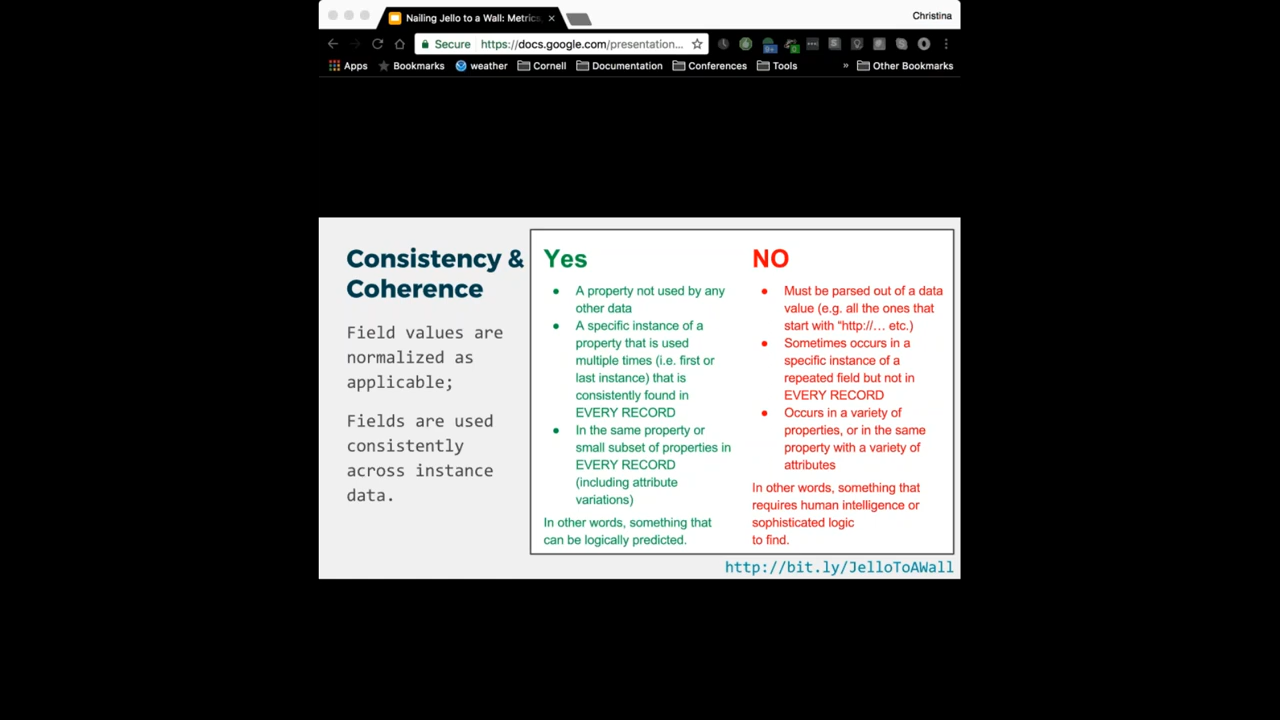 Nailing Jello to a Wall: Metrics,
Christina
Secure https://docs.google.com/presentation...
Apps Bookmarks weather Cornell Documentation Conferences Tools » Other Bookmarks
Consistency &
Coherence
Field values are
normalized as
applicable;
Fields are used
consistently
across instance
data.
Yes
• A property not used by any
other data
• A specific instance of a
property that is used
multiple times (i.e. first or
last instance) that is
consistently found in
EVERY RECORD
• In the same property or
small subset of properties in
EVERY RECORD
(including attribute
variations)
In other words, something that
can be logically predicted.
NO
• Must be parsed out of a data
value (e.g. all the ones that
start with “http://… etc.)
• Sometimes occurs in a
specific instance of a
repeated field but not in
EVERY RECORD
• Occurs in a variety of
properties, or in the same
property with a variety of
attributes
In other words, something that
requires human intelligence or
sophisticated logic
to find.
http://bit.ly/JelloToAWall